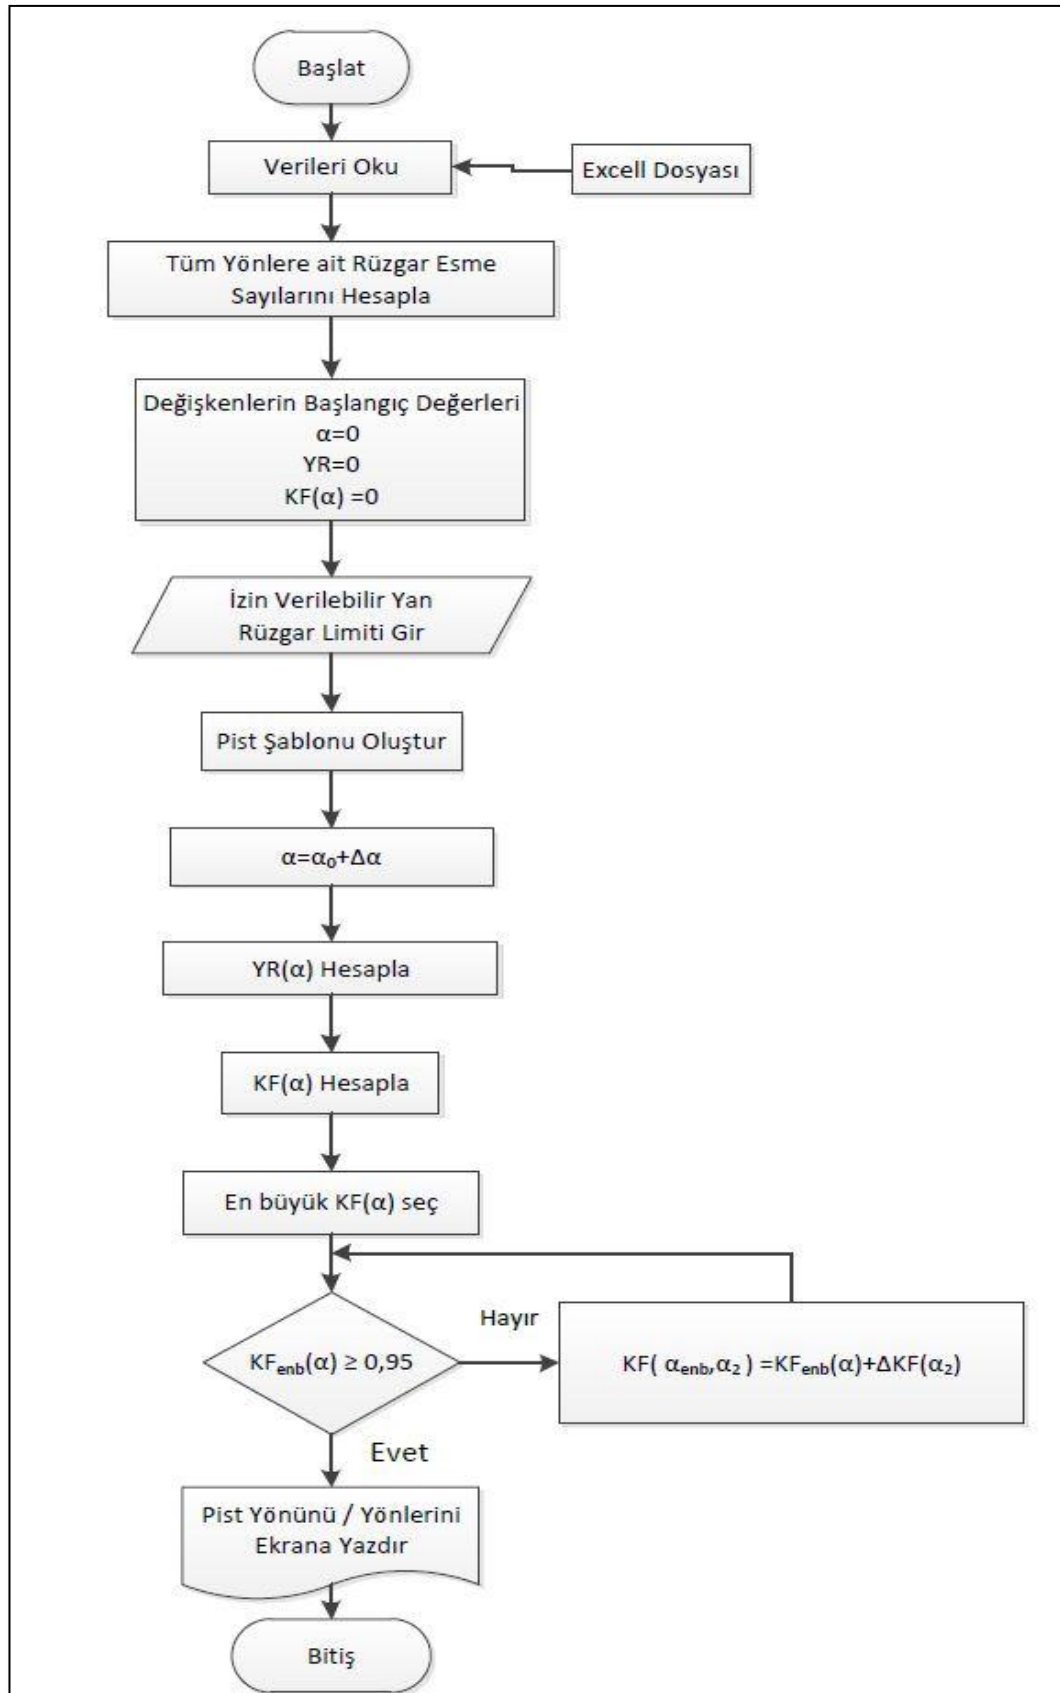 Başlat
Verileri Oku
Excell Dosyası
Tüm Yönlere ait Rüzgar Esme
Sayılarını Hesapla
Değişkenlerin Başlangıç Değerleri
α=0
YR=0
KF(α) =0
İzin Verilebilir Yan
Rüzgar Limiti Gir
Pist Şablonu Oluştur
α=α₀+Δα
YR(α) Hesapla
KF(α) Hesapla
En büyük KF(α) seç
Hayır
KFenb(α) ≥ 0,95
KF( αenb,α₂ ) =KFenb(α)+ΔKF(α₂)
Evet
Pist Yönünü / Yönlerini
Ekrana Yazdır
Bitiş